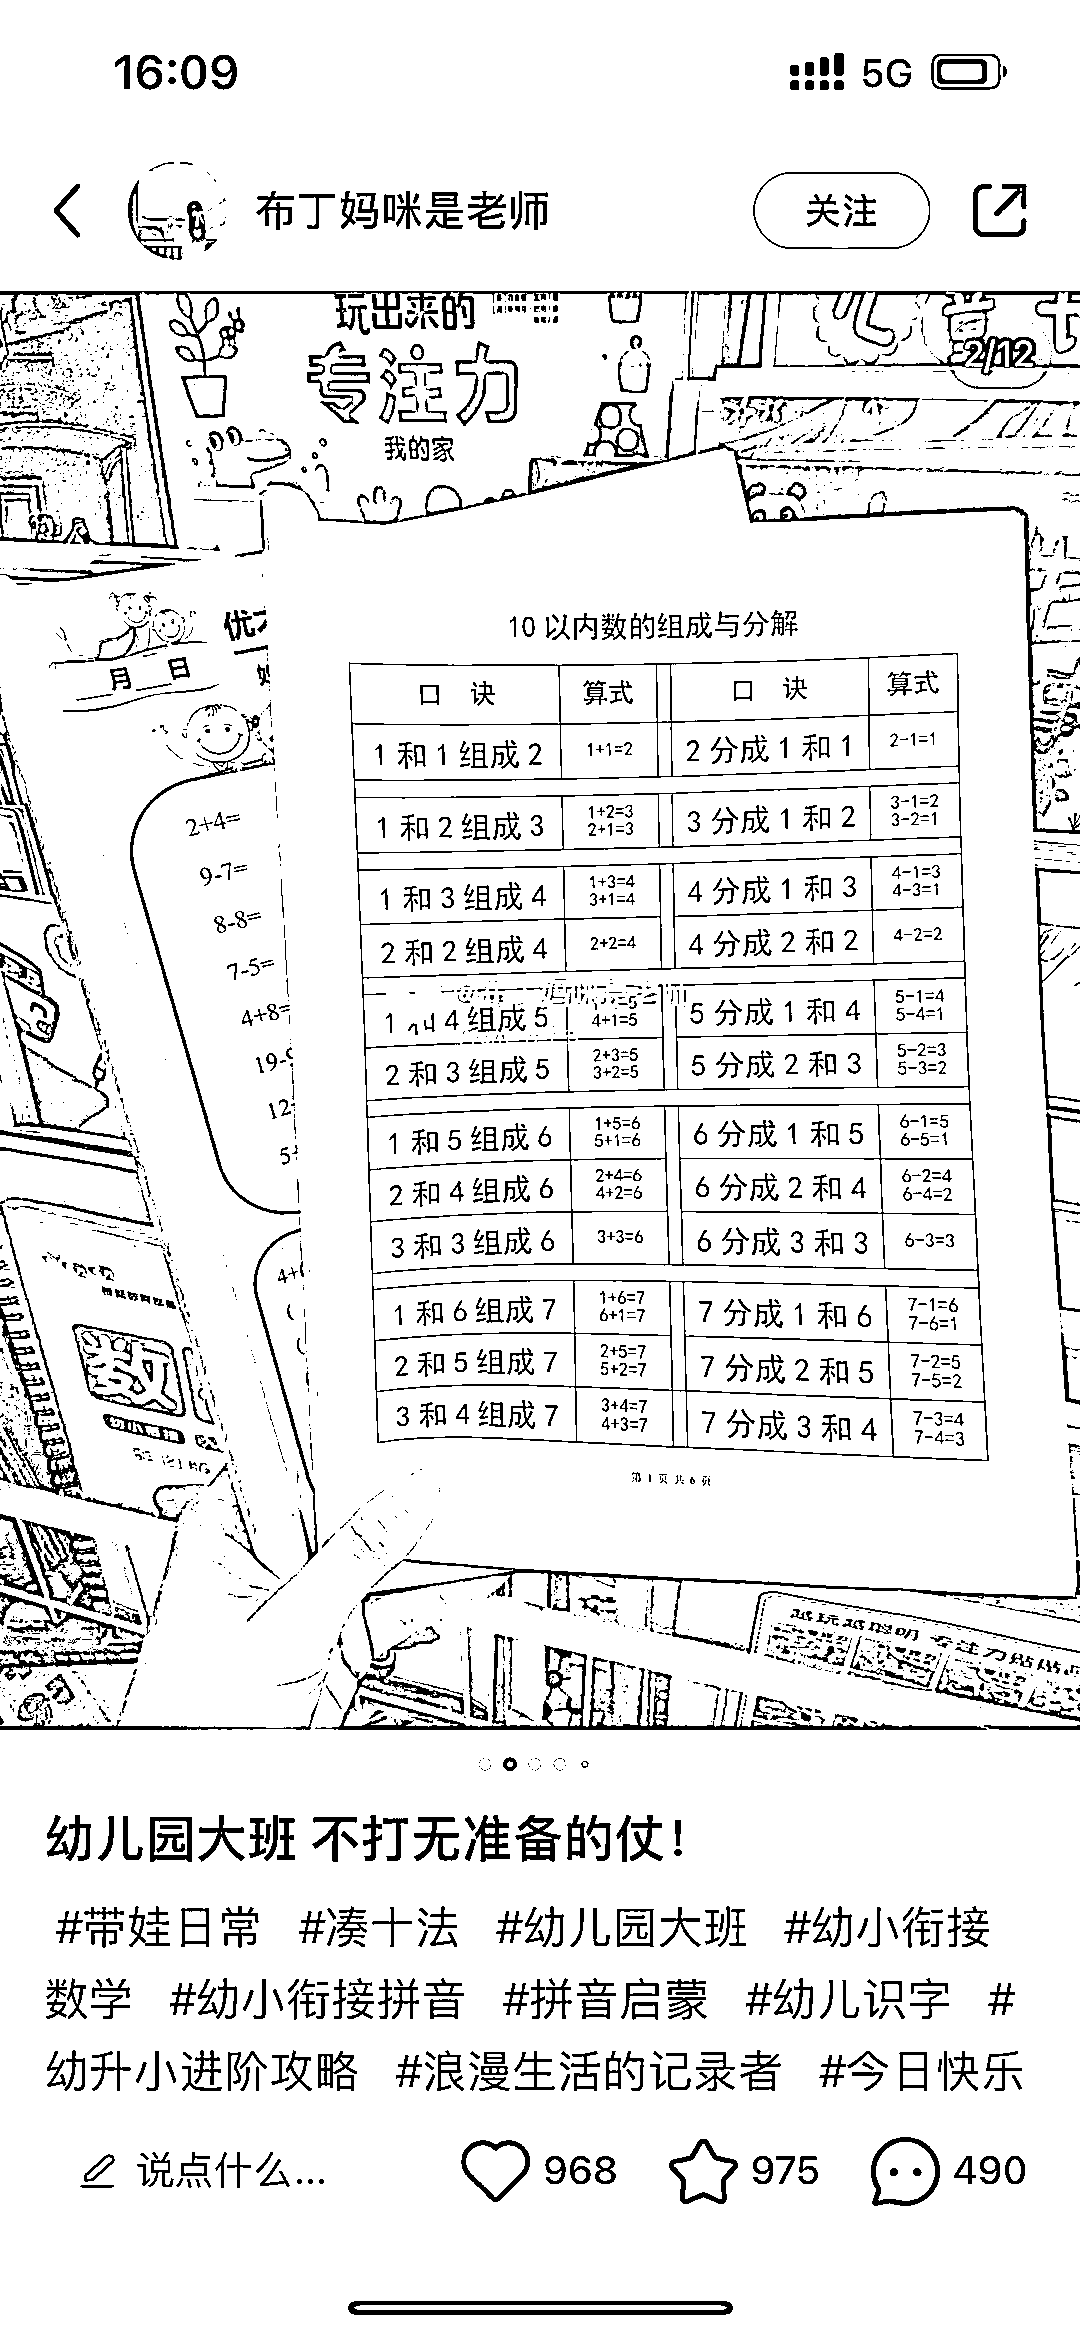 16:09
5G
布丁妈咪是老师
关注
玩出来的
专注力
我的家
2/12
月 日
2+4=
9-7=
8-8=
7-5=
4+8=
10以内数的组成与分解
口 诀 算式 口 诀 算式
1和1组成2 1+1=2 2分成1和1 2-1=1
1和2组成3 1+2=3 2+1=3 3分成1和2 3-1=2 3-2=1
1和3组成4 1+3=4 3+1=4 4分成1和3 4-1=3 4-3=1
2和2组成4 2+2=4 4分成2和2 4-2=2
@布丁妈咪是老师
1和4组成5 4+1=5 5分成1和4 5-1=4 5-4=1
2和3组成5 2+3=5 3+2=5 5分成2和3 5-2=3 5-3=2
1和5组成6 1+5=6 5+1=6 6分成1和5 6-1=5 6-5=1
2和4组成6 2+4=6 4+2=6 6分成2和4 6-2=4 6-4=2
3和3组成6 3+3=6 6分成3和3 6-3=3
1和6组成7 1+6=7 6+1=7 7分成1和6 7-1=6 7-6=1
2和5组成7 2+5=7 5+2=7 7分成2和5 7-2=5 7-5=2
3和4组成7 3+4=7 4+3=7 7分成3和4 7-3=4 7-4=3
第1页 共6页
数
越玩越聪明 专注力贴贴
幼儿园大班 不打无准备的仗！
#带娃日常 #凑十法 #幼儿园大班 #幼小衔接
数学 #幼小衔接拼音 #拼音启蒙 #幼儿识字 #
幼升小进阶攻略 #浪漫生活的记录者 #今日快乐
说点什么...
968
975
490